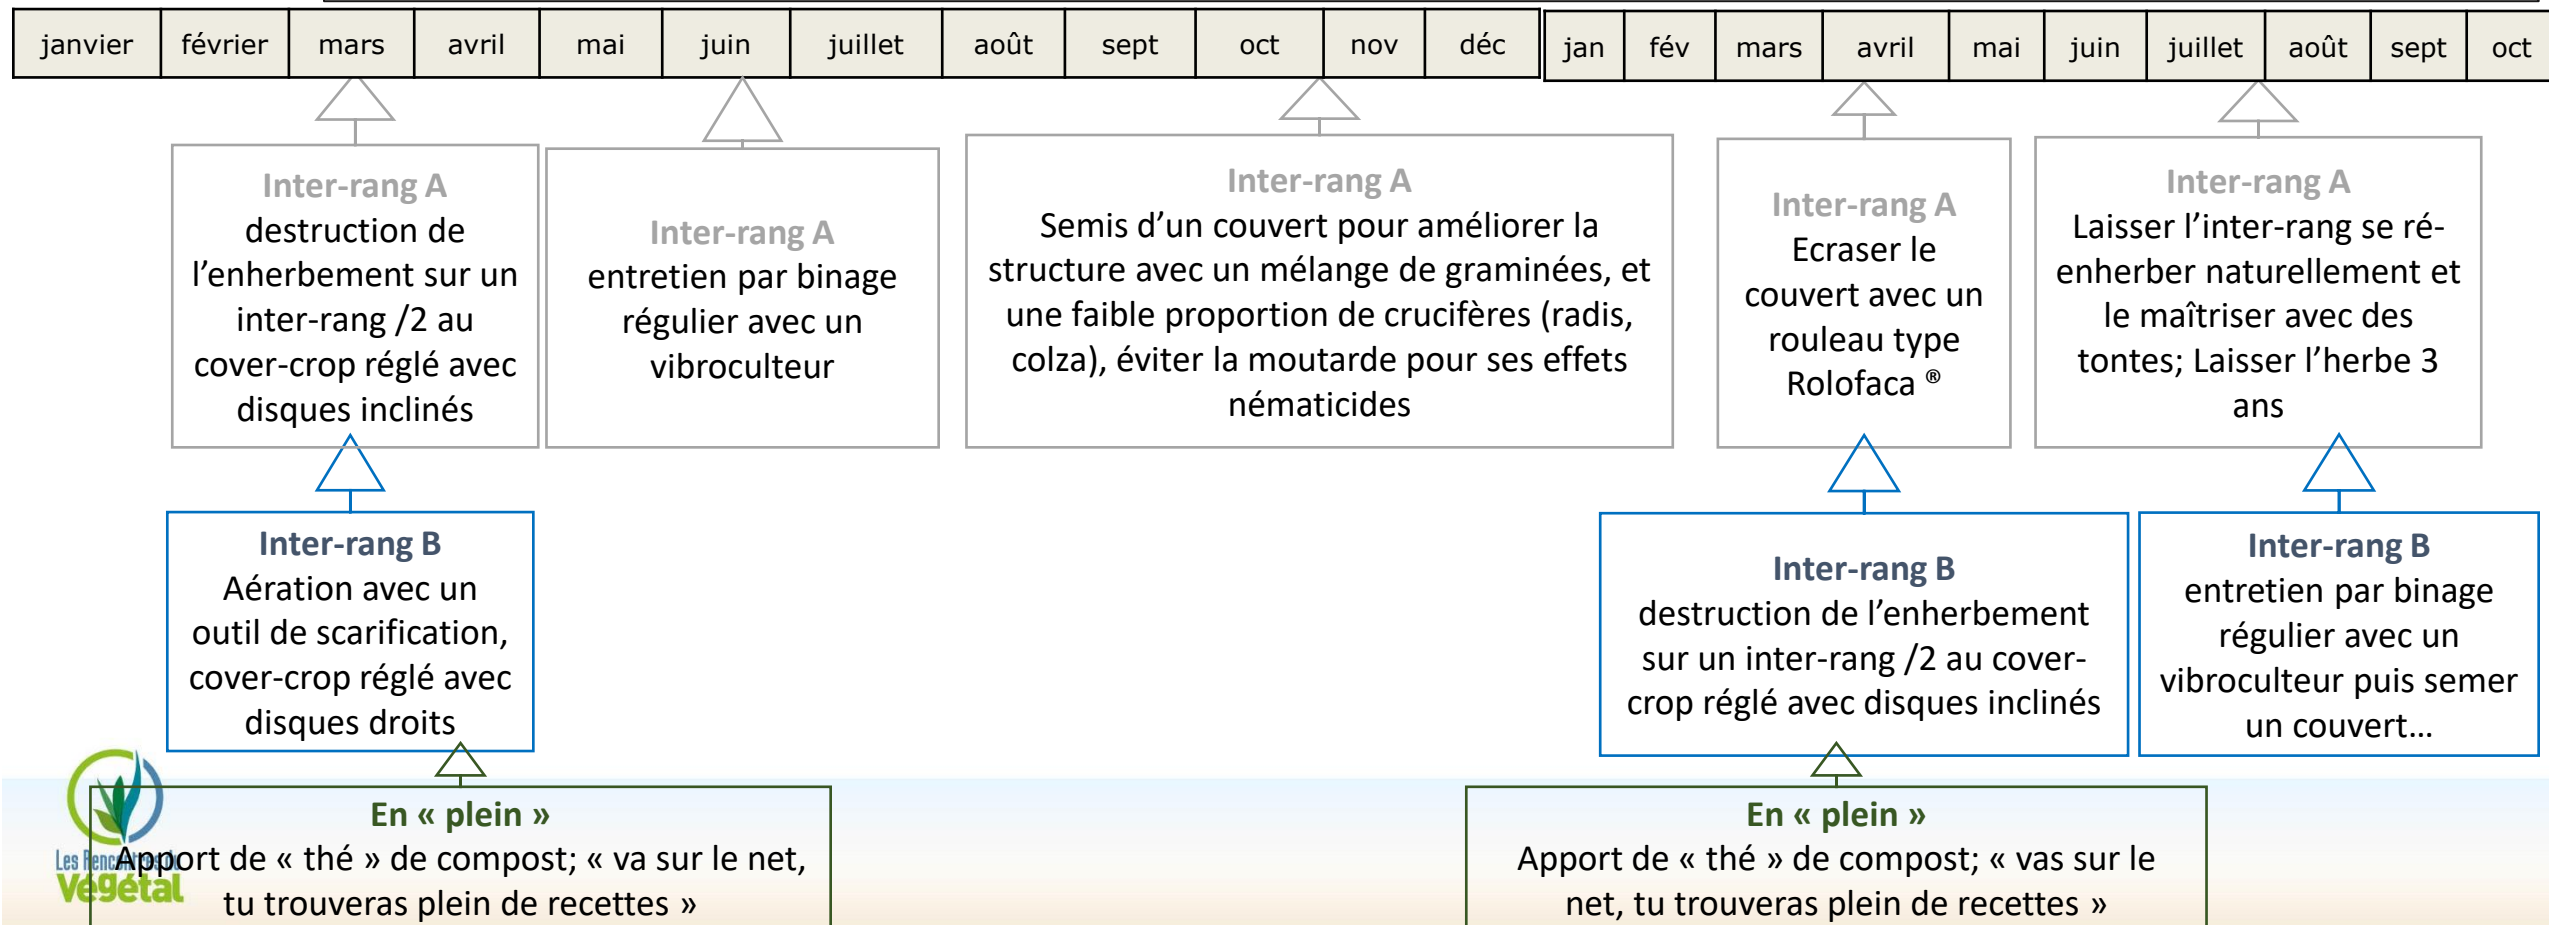 janvier février mars avril mai juin juillet août sept oct nov déc jan fév mars avril mai juin juillet août sept oct
Inter-rang A
destruction de
l’enherbement sur un
inter-rang /2 au
cover-crop réglé avec
disques inclinés
Inter-rang A
entretien par binage
régulier avec un
vibroculteur
Inter-rang A
Semis d’un couvert pour améliorer la
structure avec un mélange de graminées, et
une faible proportion de crucifères (radis,
colza), éviter la moutarde pour ses effets
nématicides
Inter-rang A
Ecraser le
couvert avec un
rouleau type
Rolofaca ®
Inter-rang A
Laisser l’inter-rang se ré-
enherber naturellement et
le maîtriser avec des
tontes; Laisser l’herbe 3
ans
Inter-rang B
Aération avec un
outil de scarification,
cover-crop réglé avec
disques droits
Inter-rang B
destruction de l’enherbement
sur un inter-rang /2 au cover-
crop réglé avec disques inclinés
Inter-rang B
entretien par binage
régulier avec un
vibroculteur puis semer
un couvert…
En « plein »
Apport de « thé » de compost; « va sur le net,
tu trouveras plein de recettes »
En « plein »
Apport de « thé » de compost; « vas sur le
net, tu trouveras plein de recettes »
Les Rencontres du
Végétal